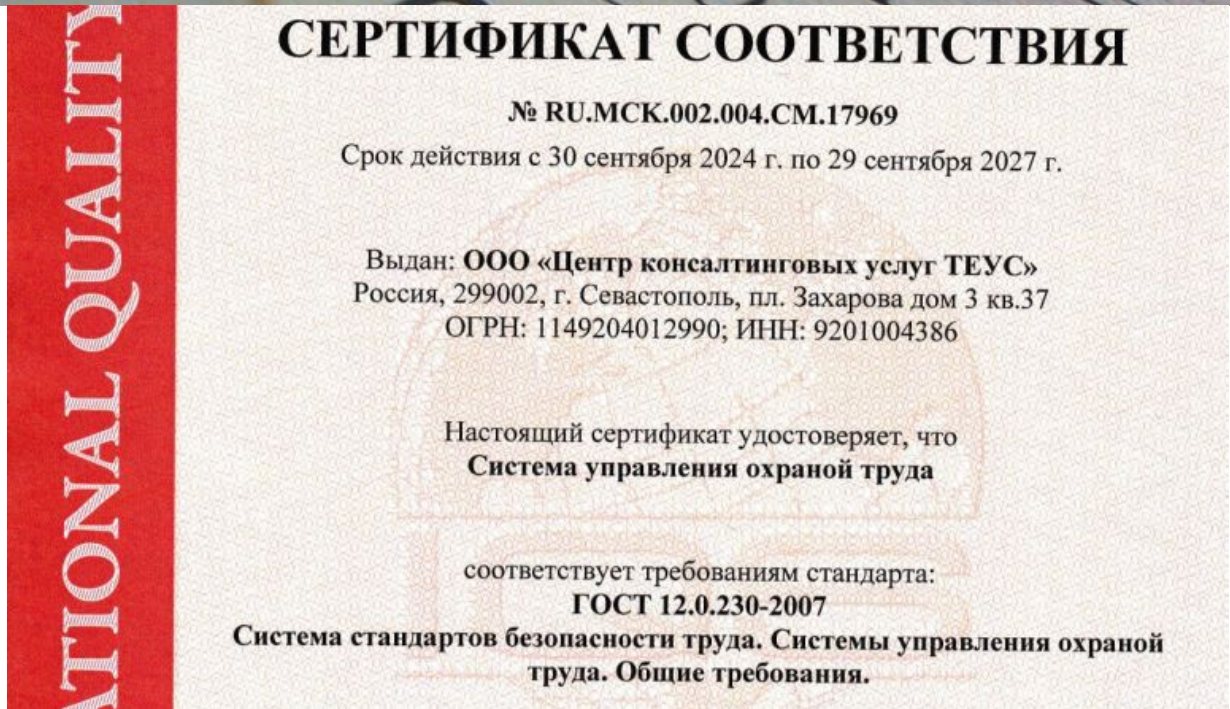 СЕРТИФИКАТ СООТВЕТСТВИЯ
№ RU.МСК.002.004.СМ.17969
Срок действия с 30 сентября 2024 г. по 29 сентября 2027 г.
Выдан: ООО «Центр консалтинговых услуг ТЕУС»
Россия, 299002, г. Севастополь, пл. Захарова дом 3 кв.37
ОГРН: 1149204012990; ИНН: 9201004386
Настоящий сертификат удостоверяет, что
Система управления охраной труда
соответствует требованиям стандарта:
ГОСТ 12.0.230-2007
Система стандартов безопасности труда. Системы управления охраной
труда. Общие требования.
ATIONAL QUALITY